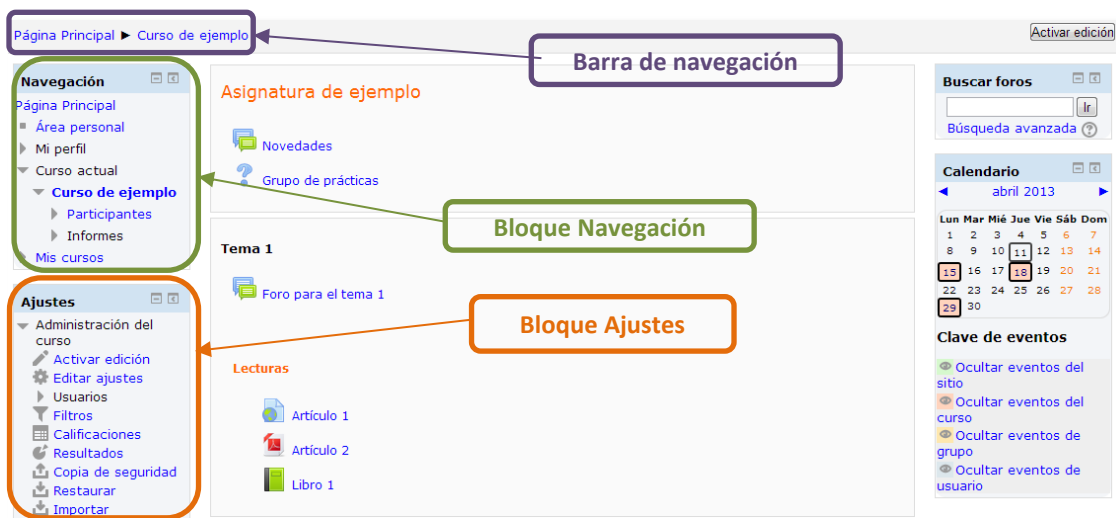 Página Principal ► Curso de ejemplo
Activar edición
Barra de navegación
Navegación
Página Principal
Área personal
Mi perfil
Curso actual
Curso de ejemplo
Participantes
Informes
Mis cursos
Ajustes
Administración del
curso
Activar edición
Editar ajustes
Usuarios
Filtros
Calificaciones
Resultados
Copia de seguridad
Restaurar
Importar
Asignatura de ejemplo
Novedades
Grupo de prácticas
Bloque Navegación
Tema 1
Foro para el tema 1
Bloque Ajustes
Lecturas
Artículo 1
Artículo 2
Libro 1
Buscar foros
Ir
Búsqueda avanzada ?
Calendario
◄ abril 2013 ►
Lun Mar Mié Jue Vie Sáb Dom
1 2 3 4 5 6 7
8 9 10 11 12 13 14
15 16 17 18 19 20 21
22 23 24 25 26 27 28
29 30
Clave de eventos
Ocultar eventos del
sitio
Ocultar eventos del
curso
Ocultar eventos de
grupo
Ocultar eventos de
usuario